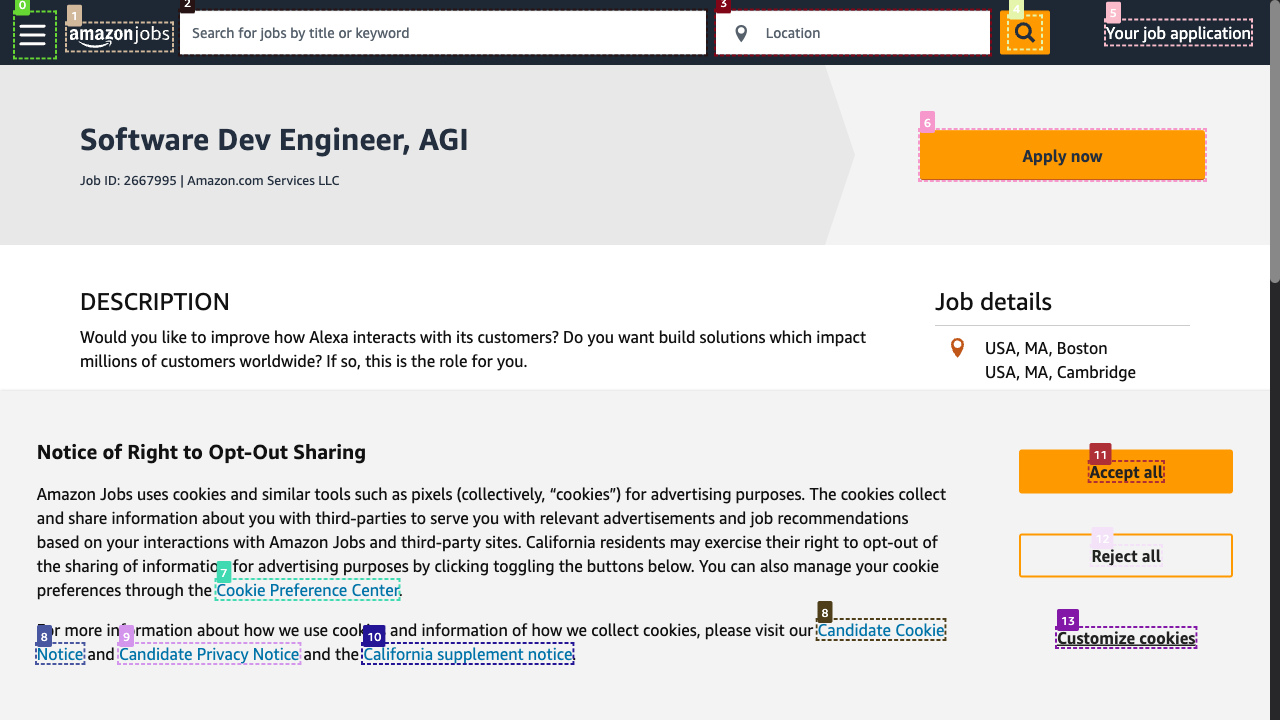 0
1
2
3
4
5
amazon jobs
Search for jobs by title or keyword
Location
Your job application
Software Dev Engineer, AGI
Job ID: 2667995 | Amazon.com Services LLC
6
Apply now
DESCRIPTION
Would you like to improve how Alexa interacts with its customers? Do you want build solutions which impact
millions of customers worldwide? If so, this is the role for you.
Job details
USA, MA, Boston
USA, MA, Cambridge
Notice of Right to Opt-Out Sharing
Amazon Jobs uses cookies and similar tools such as pixels (collectively, “cookies”) for advertising purposes. The cookies collect
and share information about you with third-parties to serve you with relevant advertisements and job recommendations
based on your interactions with Amazon Jobs and third-party sites. California residents may exercise their right to opt-out of
the sharing of information for advertising purposes by clicking toggling the buttons below. You can also manage your cookie
7
preferences through the Cookie Preference Center.
8
For more information about how we use cookies and information of how we collect cookies, please visit our Candidate Cookie
8
9
10
Notice and Candidate Privacy Notice and the California supplement notice.
11
Accept all
12
Reject all
13
Customize cookies